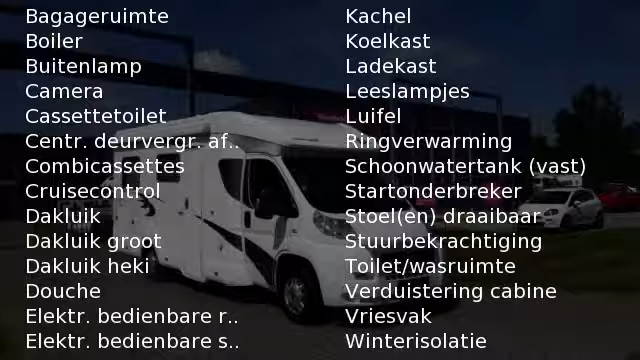 Bagageruimte
Boiler
Buitenlamp
Camera
Cassettetoilet
Centr. deurvergr. af..
Combicassettes
Cruisecontrol
Dakluik
Dakluik groot
Dakluik heki
Douche
Elektr. bedienbare r..
Elektr. bedienbare s..
Kachel
Koelkast
Ladekast
Leeslampjes
Luifel
Ringverwarming
Schoonwatertank (vast)
Startonderbreker
Stoel(en) draaibaar
Stuurbekrachtiging
Toilet/wasruimte
Verduistering cabine
Vriesvak
Winterisolatie